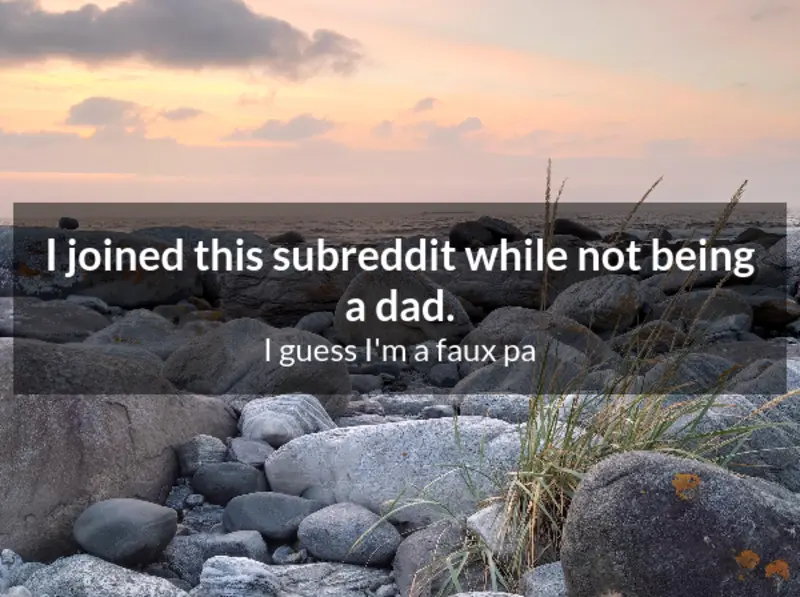 I joined this subreddit while not being
a dad.
I guess I'm a faux pa